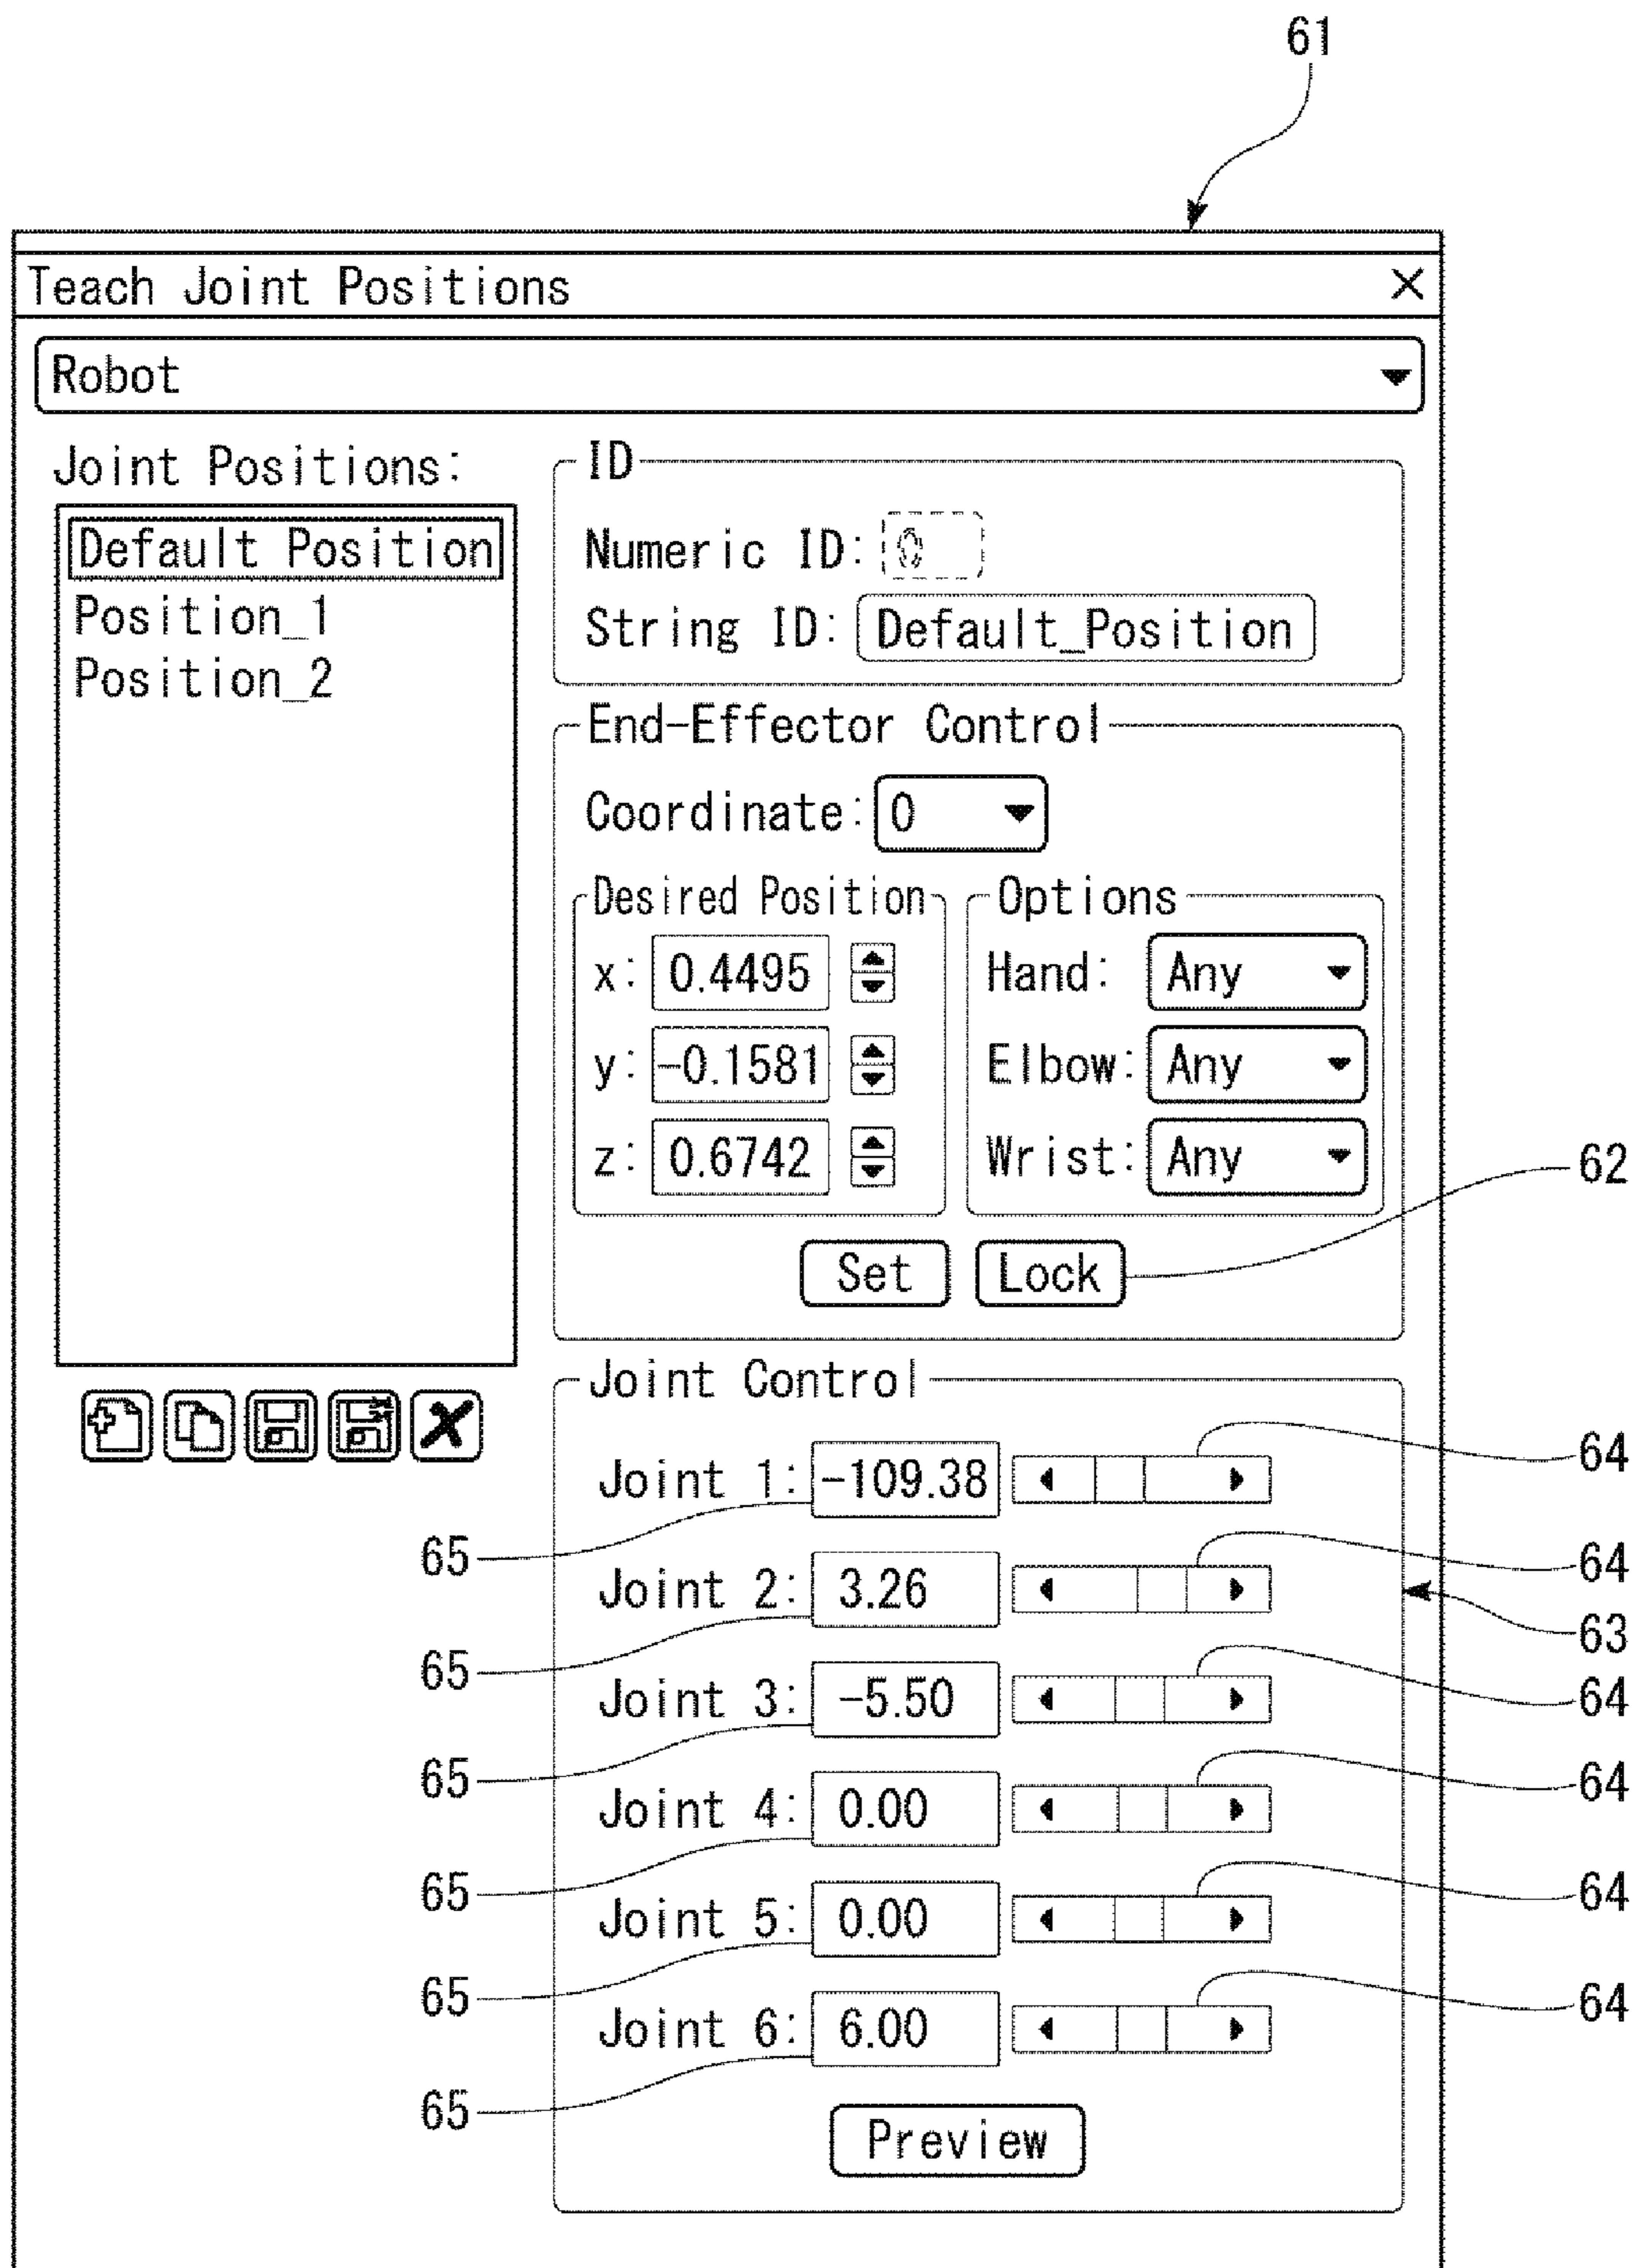 61
Teach Joint Positions
Robot
Joint Positions:
Default Position
Position_1
Position_2
ID
Numeric ID: 0
String ID: Default_Position
End-Effector Control
Coordinate: 0
Desired Position
x: 0.4495
y: -0.1581
z: 0.6742
Options
Hand: Any
Elbow: Any
Wrist: Any
62
Set Lock
Joint Control
Joint 1: -109.38
64
65
Joint 2: 3.26
64
63
65
Joint 3: -5.50
64
65
Joint 4: 0.00
64
65
Joint 5: 0.00
64
65
Joint 6: 6.00
64
65
Preview